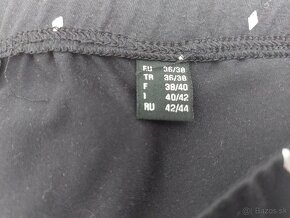 EU 36/38
TR 36/38
F 38/40
I 40/42
RU 42/44
Bazos.sk